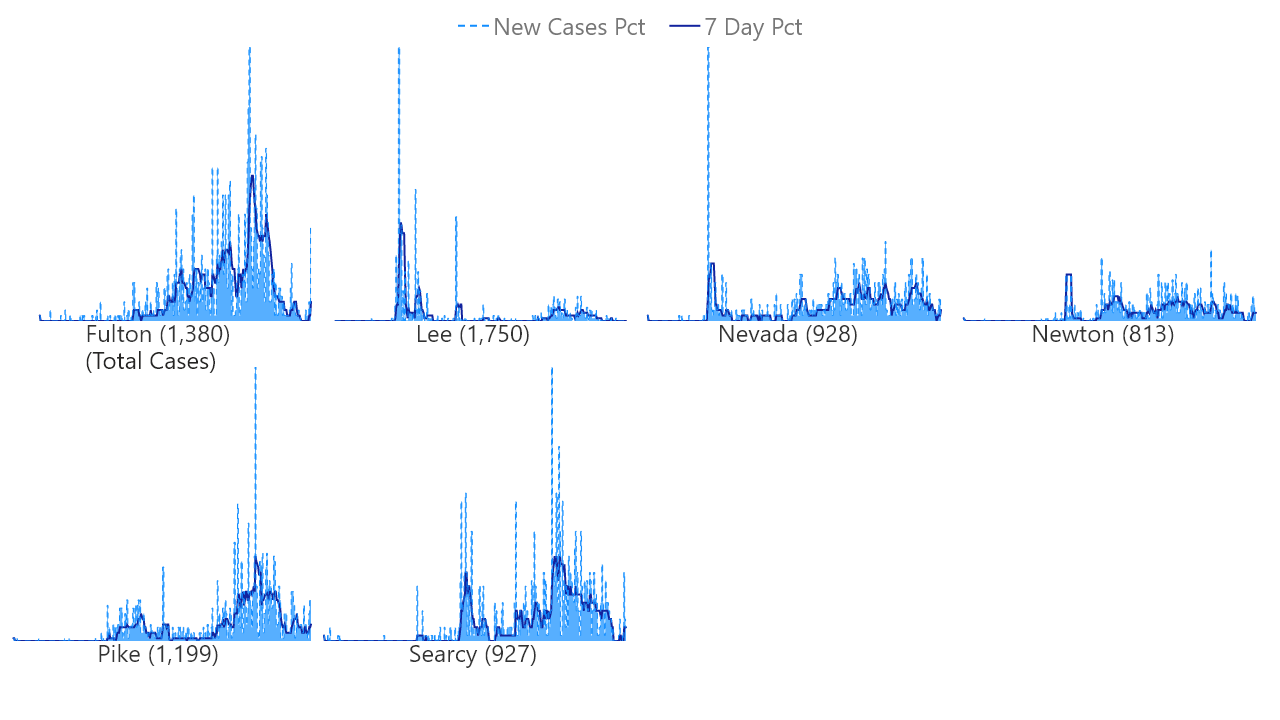 New Cases Pct 7 Day Pct
Fulton (1,380)
(Total Cases)
Lee (1,750)
Nevada (928)
Newton (813)
Pike (1,199)
Searcy (927)